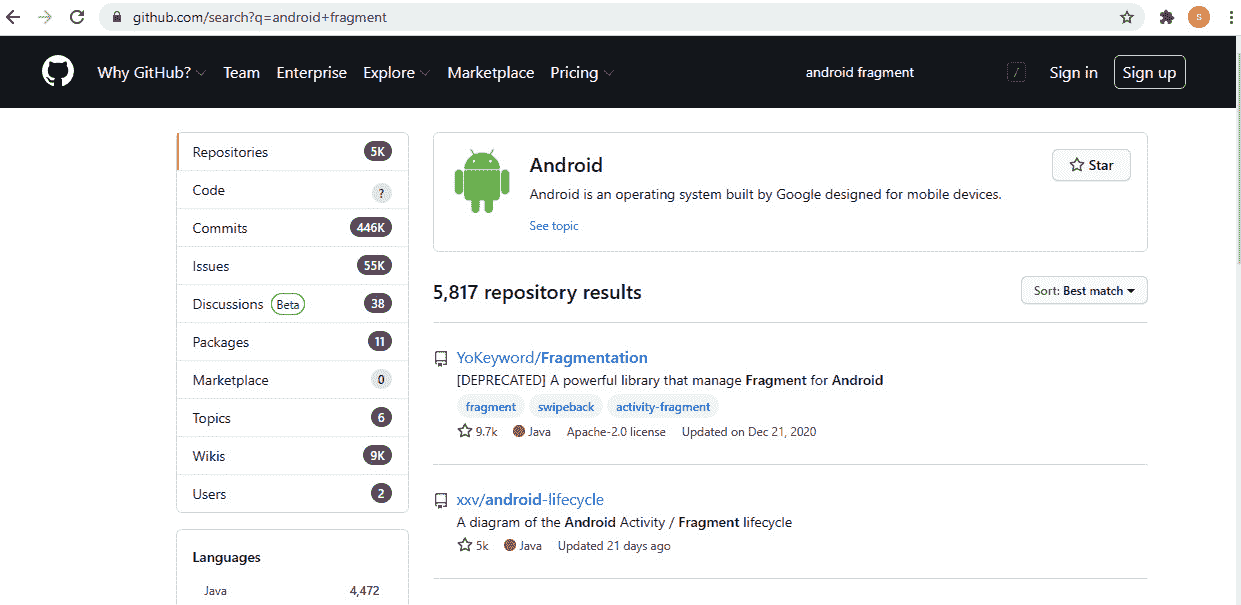 github.com/search?q=android+fragment
S
Why GitHub? Team Enterprise Explore Marketplace Pricing android fragment / Sign in Sign up
Repositories 5K
Code ?
Commits 446K
Issues 55K
Discussions Beta 38
Packages 11
Marketplace 0
Topics 6
Wikis 9K
Users 2
Languages
Java 4,472
Android
Star
Android is an operating system built by Google designed for mobile devices.
See topic
5,817 repository results
Sort: Best match
YoKeyword/Fragmentation
[DEPRECATED] A powerful library that manage Fragment for Android
fragment swipeback activity-fragment
9.7k Java Apache-2.0 license Updated on Dec 21, 2020
xxv/android-lifecycle
A diagram of the Android Activity / Fragment lifecycle
5k Java Updated 21 days ago